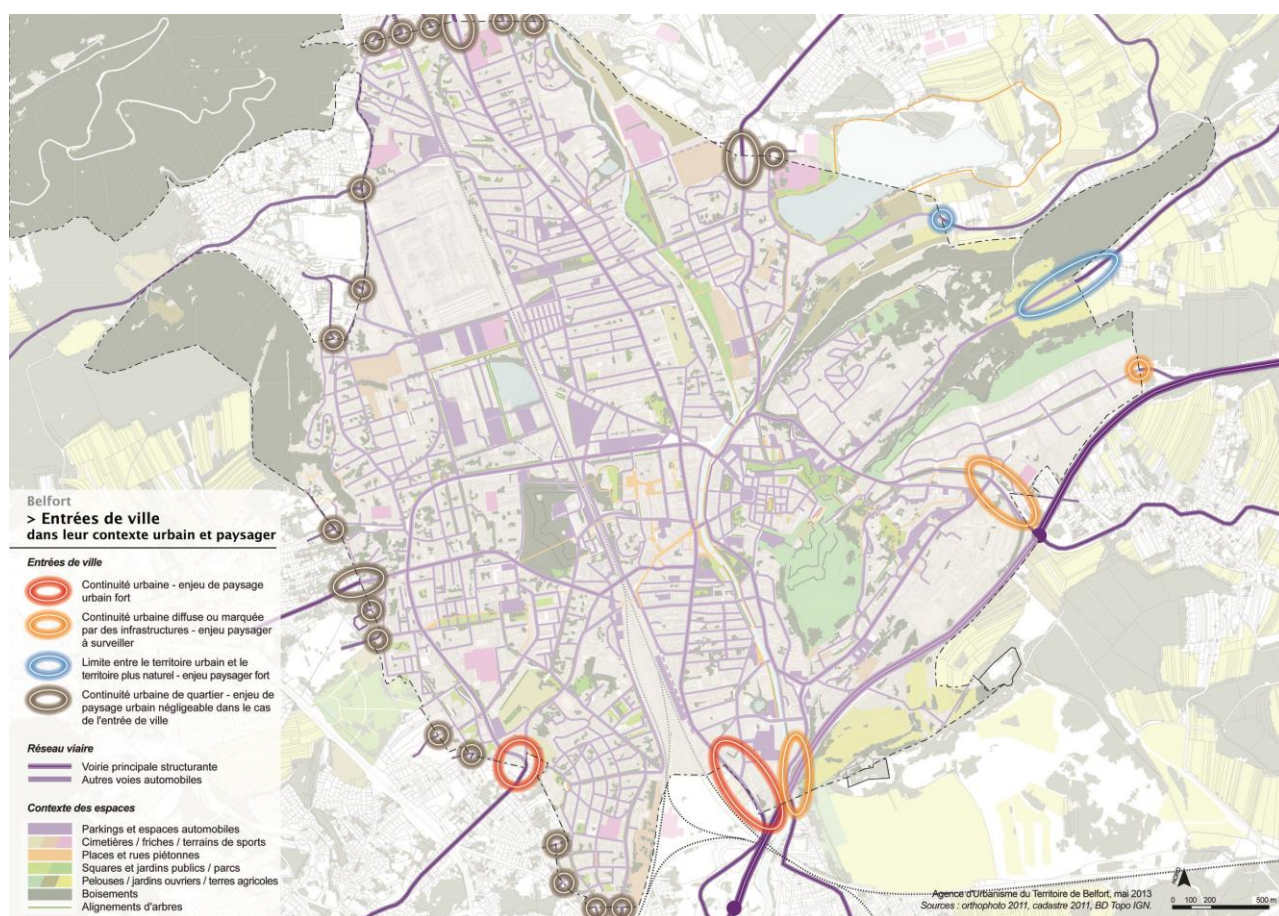 Belfort
> Entrées de ville
dans leur contexte urbain et paysager
Entrées de ville
Continuité urbaine - enjeu de paysage
urbain fort
Continuité urbaine diffuse ou marquée
par des infrastructures - enjeu paysager
à surveiller
Limite entre le territoire urbain et le
territoire plus naturel - enjeu paysager fort
Continuité urbaine de quartier - enjeu de
paysage urbain négligeable dans le cas
de l'entrée de ville
Réseau viaire
Voirie principale structurante
Autres voies automobiles
Contexte des espaces
Parkings et espaces automobiles
Cimetières / friches / terrains de sports
Places et rues piétonnes
Squares et jardins publics / parcs
Pelouses / jardins ouvriers / terres agricoles
Boisements
Alignements d'arbres
Agence d'Urbanisme du Territoire de Belfort, mai 2013
Sources : orthophoto 2011, cadastre 2011, BD Topo IGN.
0 100 200 500 m